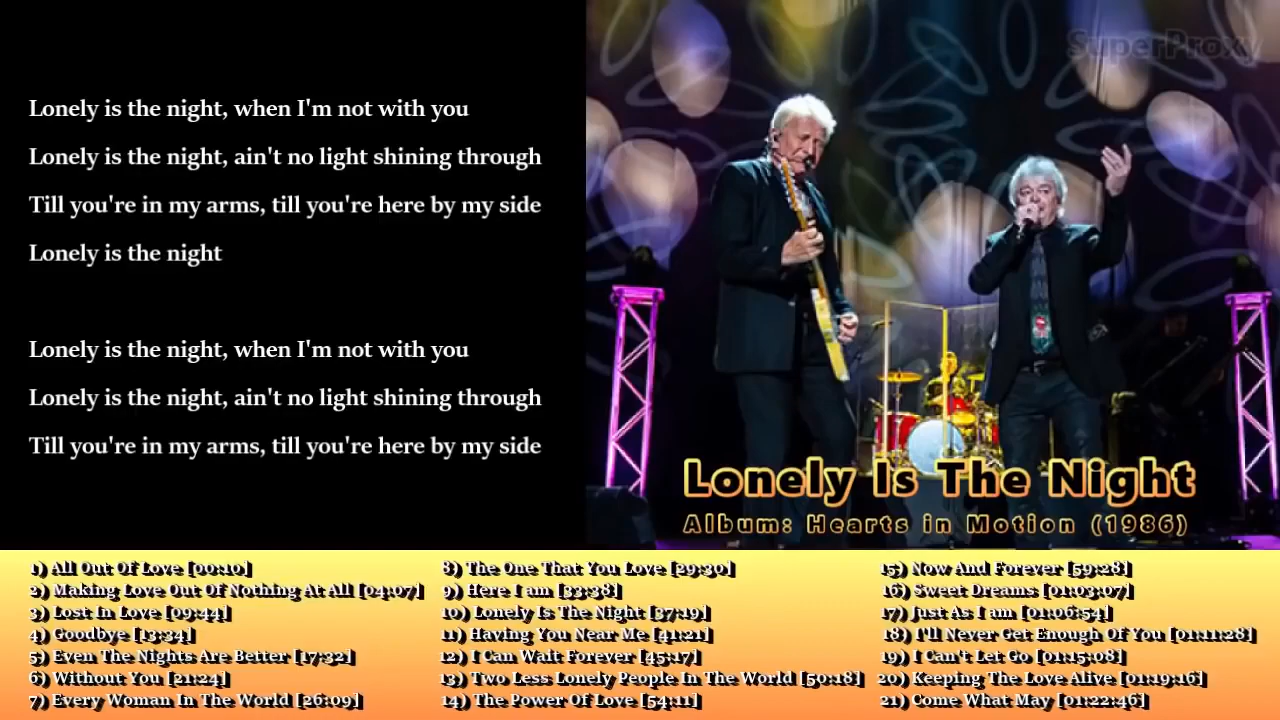 Lonely is the night, when I'm not with you
Lonely is the night, ain't no light shining through
Till you're in my arms, till you're here by my side
Lonely is the night
Lonely is the night, when I'm not with you
Lonely is the night, ain't no light shining through
Till you're in my arms, till you're here by my side
SuperProxy
Lonely Is The Night
Album: Hearts in Motion (1986)
1) All Out Of Love [00:10]
2) Making Love Out Of Nothing At All [04:07]
3) Lost In Love [09:44]
4) Goodbye [13:34]
5) Even The Nights Are Better [17:32]
6) Without You [21:24]
7) Every Woman In The World [26:09]
8) The One That You Love [29:30]
9) Here I am [33:38]
10) Lonely Is The Night [37:19]
11) Having You Near Me [41:21]
12) I Can Wait Forever [45:17]
13) Two Less Lonely People In The World [50:18]
14) The Power Of Love [54:11]
15) Now And Forever [59:28]
16) Sweet Dreams [01:03:07]
17) Just As I am [01:06:54]
18) I'll Never Get Enough Of You [01:11:28]
19) I Can't Let Go [01:15:08]
20) Keeping The Love Alive [01:19:16]
21) Come What May [01:22:46]